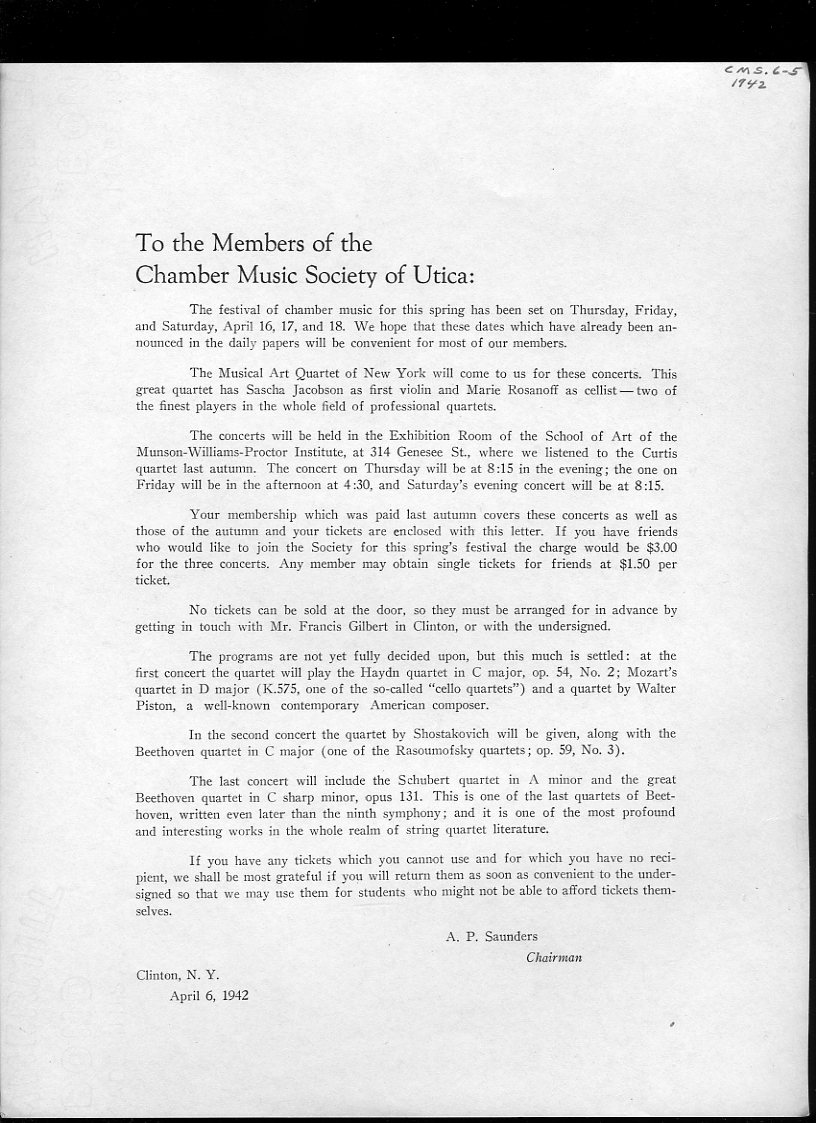 CMS. 6-5
1942
To the Members of the
Chamber Music Society of Utica:
The festival of chamber music for this spring has been set on Thursday, Friday,
and Saturday, April 16, 17, and 18. We hope that these dates which have already been an-
nounced in the daily papers will be convenient for most of our members.
The Musical Art Quartet of New York will come to us for these concerts. This
great quartet has Sascha Jacobson as first violin and Marie Rosanoff as cellist — two of
the finest players in the whole field of professional quartets.
The concerts will be held in the Exhibition Room of the School of Art of the
Munson-Williams-Proctor Institute, at 314 Genesee St., where we listened to the Curtis
quartet last autumn. The concert on Thursday will be at 8:15 in the evening; the one on
Friday will be in the afternoon at 4:30, and Saturday's evening concert will be at 8:15.
Your membership which was paid last autumn covers these concerts as well as
those of the autumn and your tickets are enclosed with this letter. If you have friends
who would like to join the Society for this spring's festival the charge would be $3.00
for the three concerts. Any member may obtain single tickets for friends at $1.50 per
ticket.
No tickets can be sold at the door, so they must be arranged for in advance by
getting in touch with Mr. Francis Gilbert in Clinton, or with the undersigned.
The programs are not yet fully decided upon, but this much is settled: at the
first concert the quartet will play the Haydn quartet in C major, op. 54, No. 2; Mozart's
quartet in D major (K.575, one of the so-called "cello quartets") and a quartet by Walter
Piston, a well-known contemporary American composer.
In the second concert the quartet by Shostakovich will be given, along with the
Beethoven quartet in C major (one of the Rasoumofsky quartets; op. 59, No. 3).
The last concert will include the Schubert quartet in A minor and the great
Beethoven quartet in C sharp minor, opus 131. This is one of the last quartets of Beet-
hoven, written even later than the ninth symphony; and it is one of the most profound
and interesting works in the whole realm of string quartet literature.
If you have any tickets which you cannot use and for which you have no reci-
pient, we shall be most grateful if you will return them as soon as convenient to the under-
signed so that we may use them for students who might not be able to afford tickets them-
selves.
A. P. Saunders
Chairman
Clinton, N. Y.
April 6, 1942